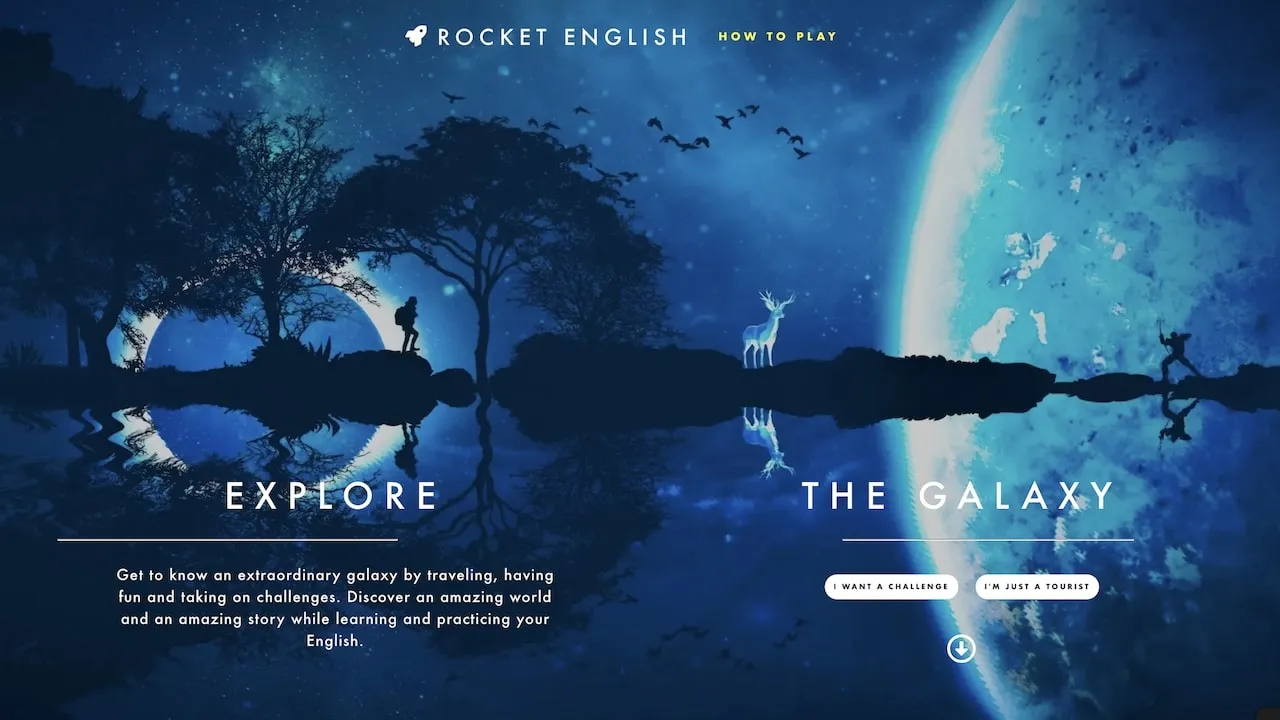 ROCKET ENGLISH
HOW TO PLAY
EXPLORE
THE GALAXY
Get to know an extraordinary galaxy by traveling, having
fun and taking on challenges. Discover an amazing world
and an amazing story while learning and practicing your
English.
I WANT A CHALLENGE
I'M JUST A TOURIST